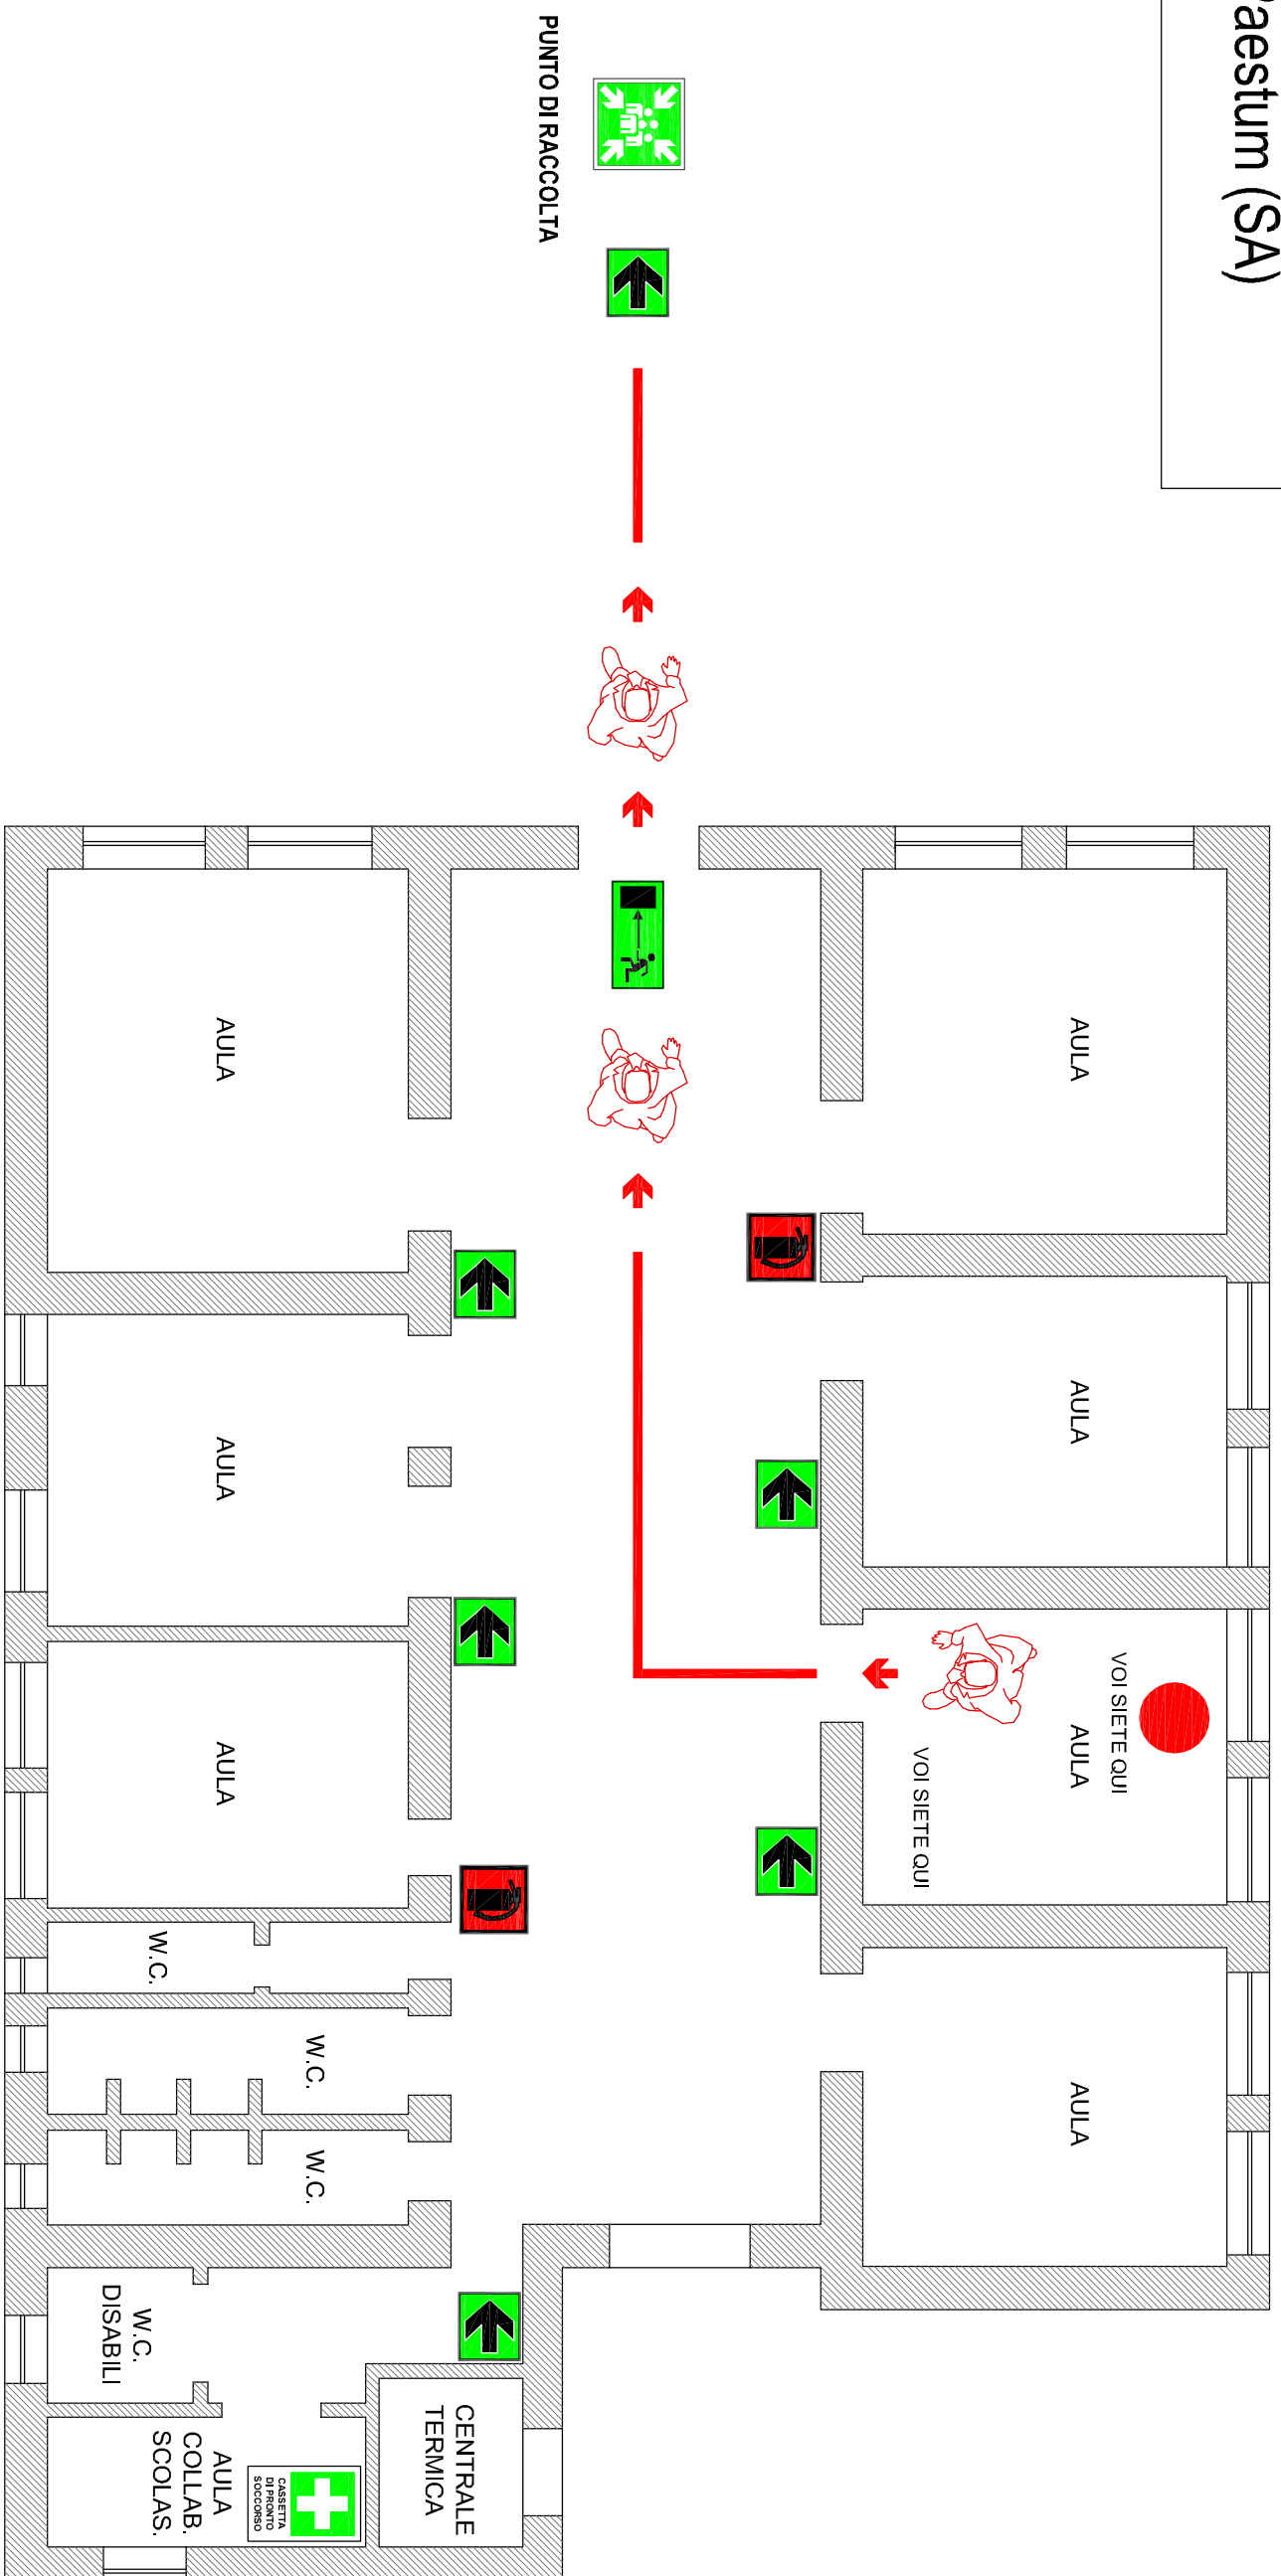 Paestum (SA)
PUNTO DI RACCOLTA
AULA
AULA
VOI SIETE QUI
AULA
VOI SIETE QUI
AULA
AULA
AULA
AULA
W.C.
W.C.
W.C.
W.C.
DISABILI
CENTRALE
TERMICA
AULA
COLLAB.
SCOLAS.
CASSETTA
DI PRONTO
SOCCORSO